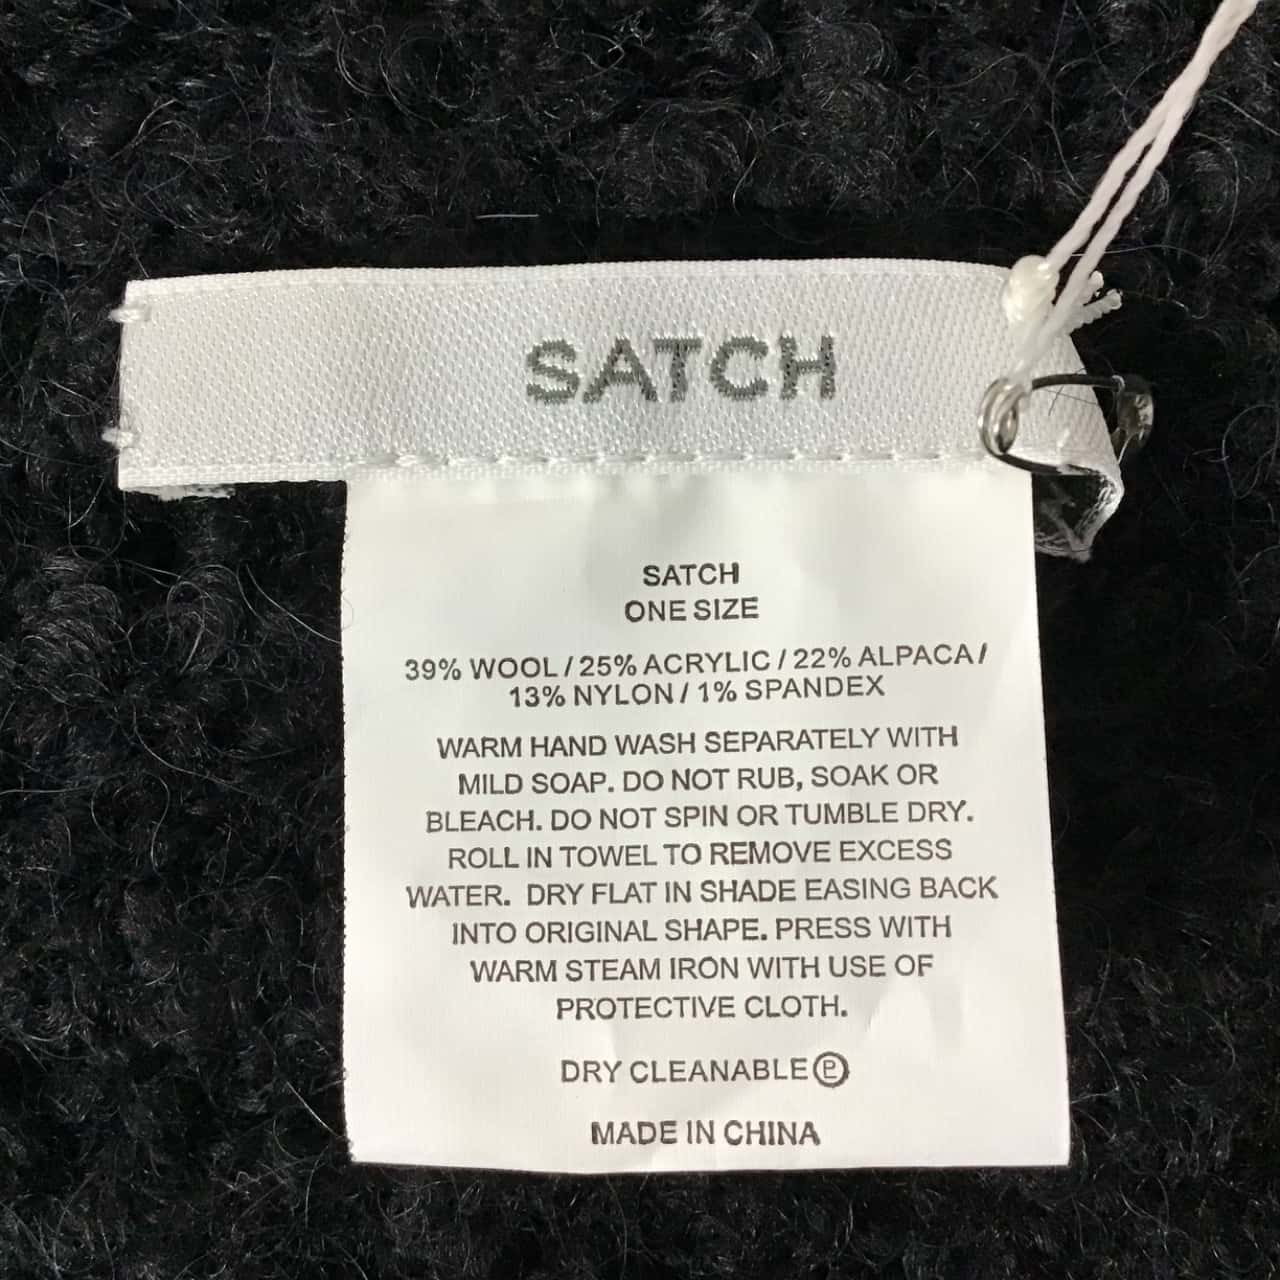 SATCH
SATCH
ONE SIZE
39% WOOL / 25% ACRYLIC / 22% ALPACA /
13% NYLON / 1% SPANDEX
WARM HAND WASH SEPARATELY WITH
MILD SOAP. DO NOT RUB, SOAK OR
BLEACH. DO NOT SPIN OR TUMBLE DRY.
ROLL IN TOWEL TO REMOVE EXCESS
WATER. DRY FLAT IN SHADE EASING BACK
INTO ORIGINAL SHAPE. PRESS WITH
WARM STEAM IRON WITH USE OF
PROTECTIVE CLOTH.
DRY CLEANABLE Ⓟ
MADE IN CHINA